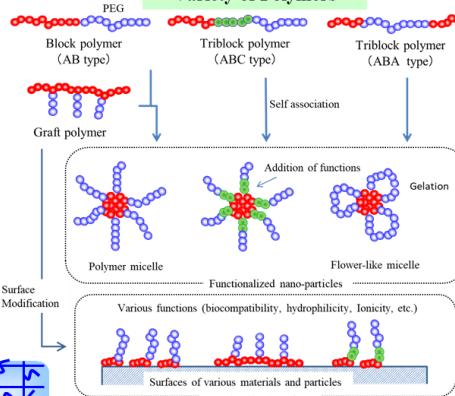 Variety of Polymers
PEG
Block polymer
(AB type)
Triblock polymer
(ABC type)
Triblock polymer
(ABA type)
Self association
Graft polymer
Addition of functions
Gelation
Polymer micelle
Flower-like micelle
Functionalized nano-particles
Surface
Modification
Various functions (biocompatibility, hydrophilicity, Ionicity, etc.)
Surfaces of various materials and particles